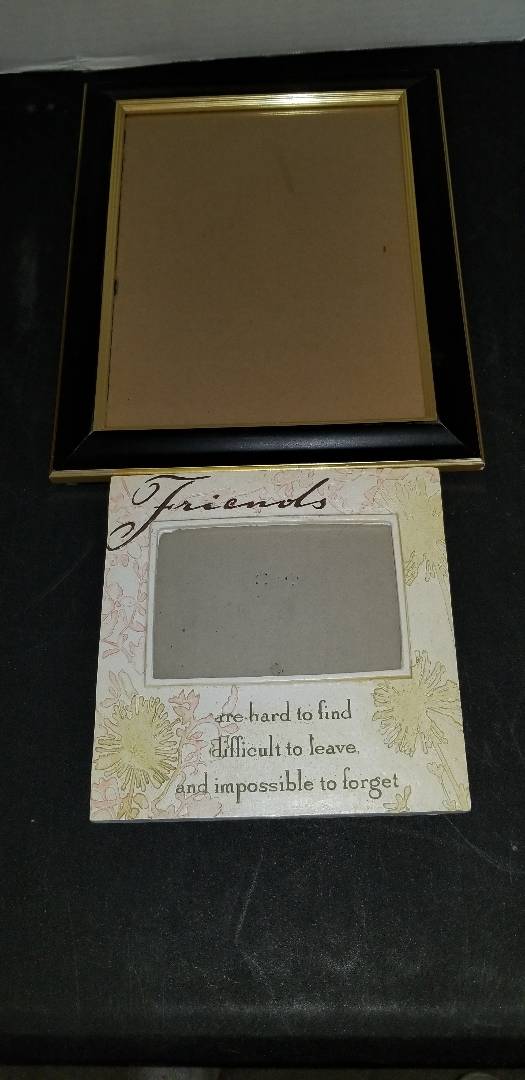 Friends
are hard to find
difficult to leave,
and impossible to forget